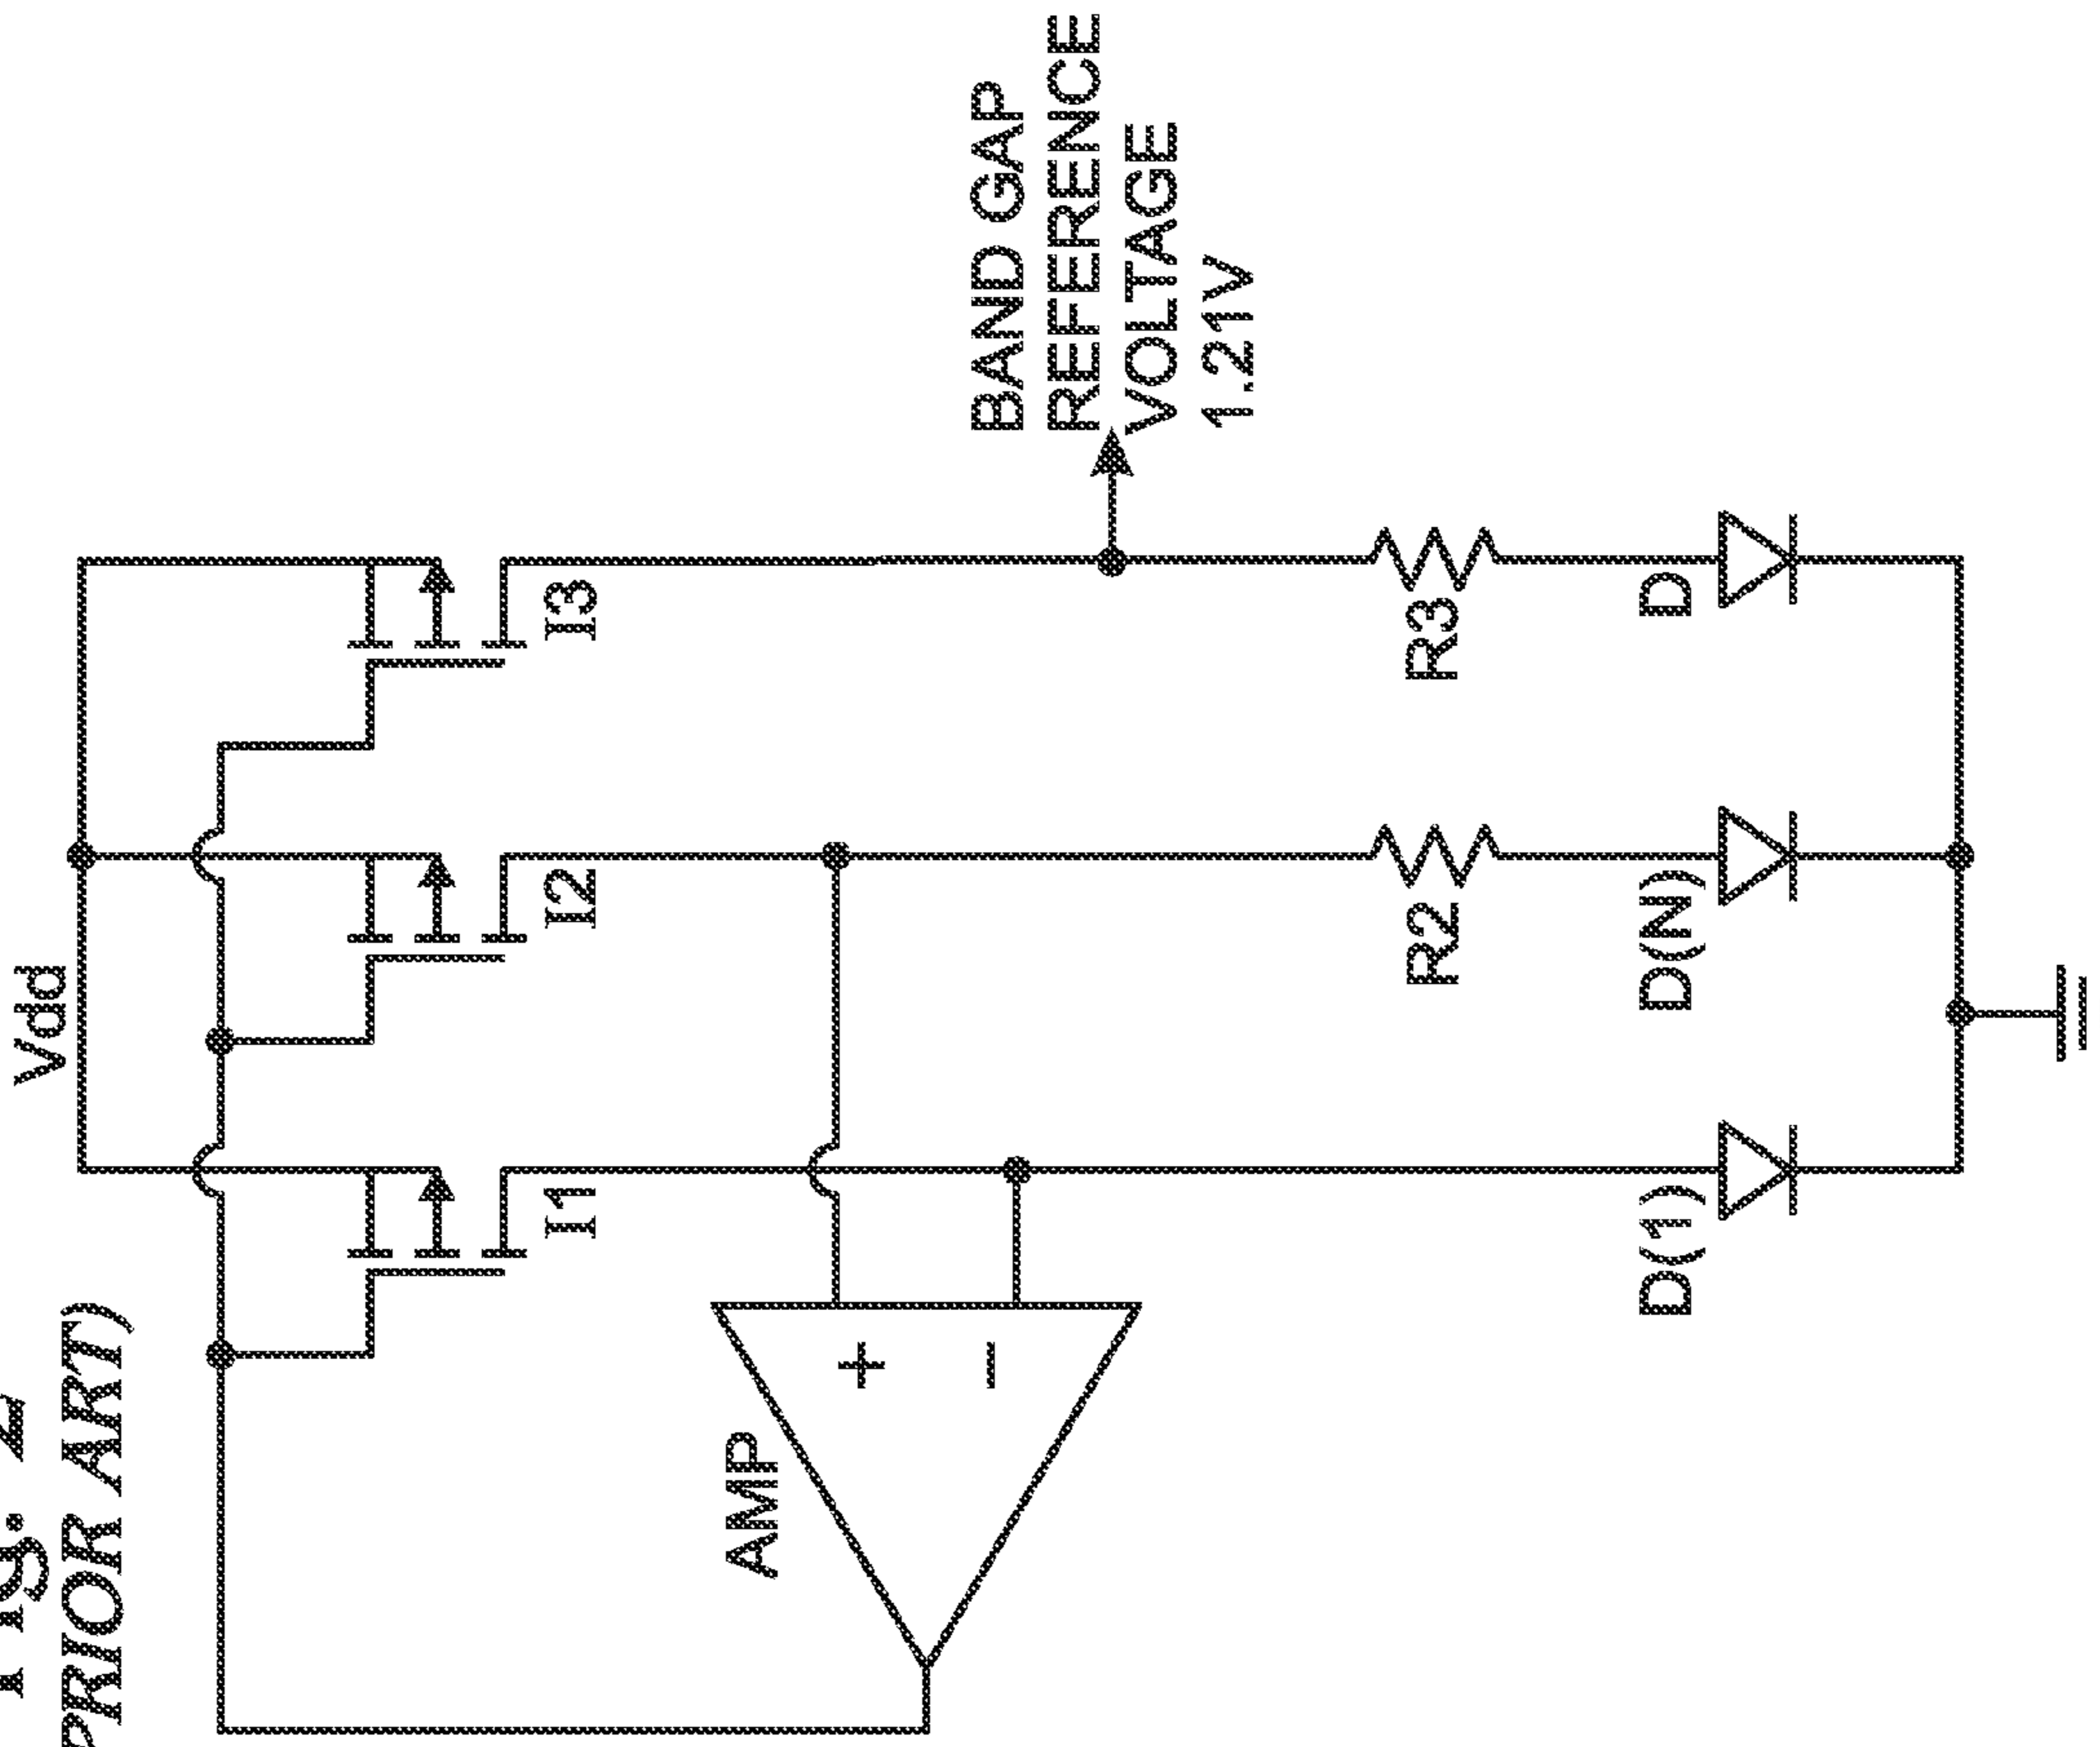 Fig. 2
PRIOR ART)
Vdd
I1
I2
I3
AMP
+
−
BAND GAP
REFERENCE
VOLTAGE
1.21V
R2
R3
D(1)
D(N)
D